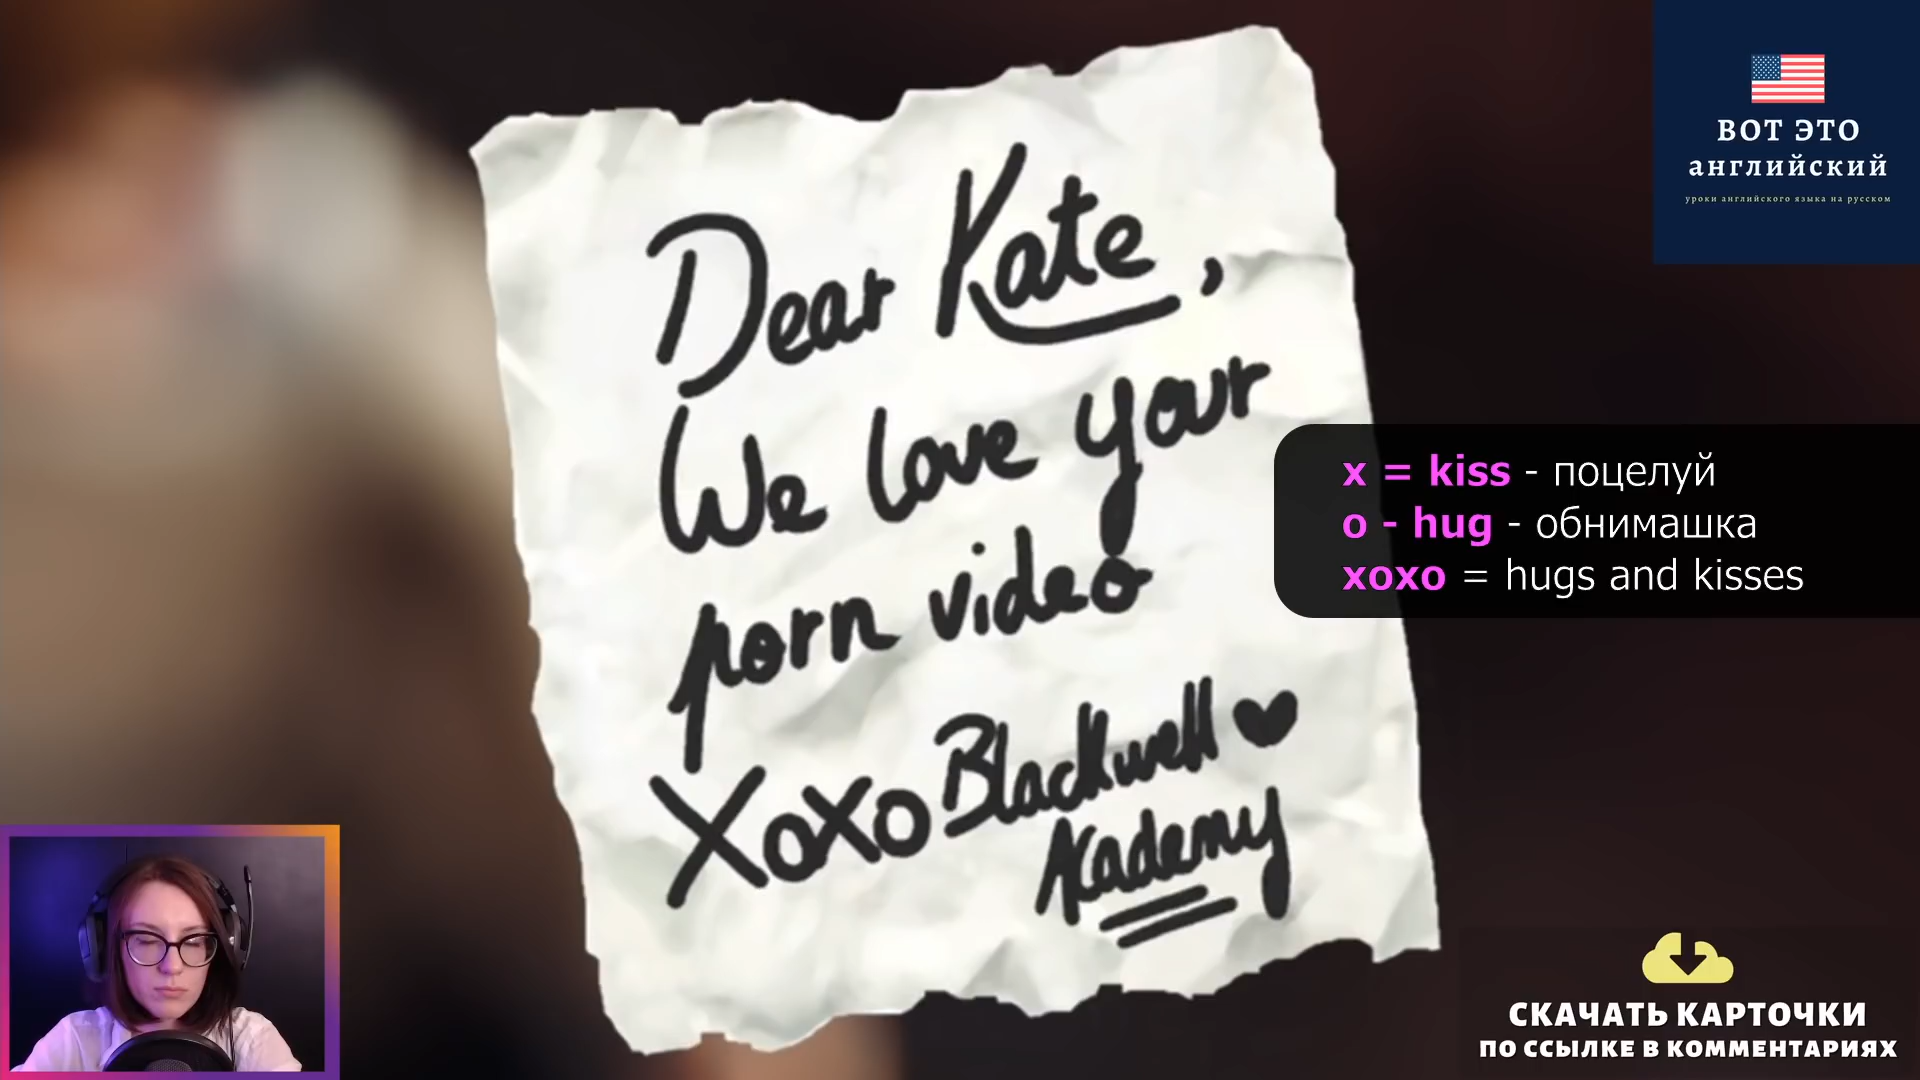 Dear Kate,
We love your
porn video
XoXo Blackwell
Academy
ВОТ ЭТО
английский
уроки английского языка на русском
x = kiss - поцелуй
o - hug - обнимашка
xoxo = hugs and kisses
СКАЧАТЬ КАРТОЧКИ
ПО ССЫЛКЕ В КОММЕНТАРИЯХ